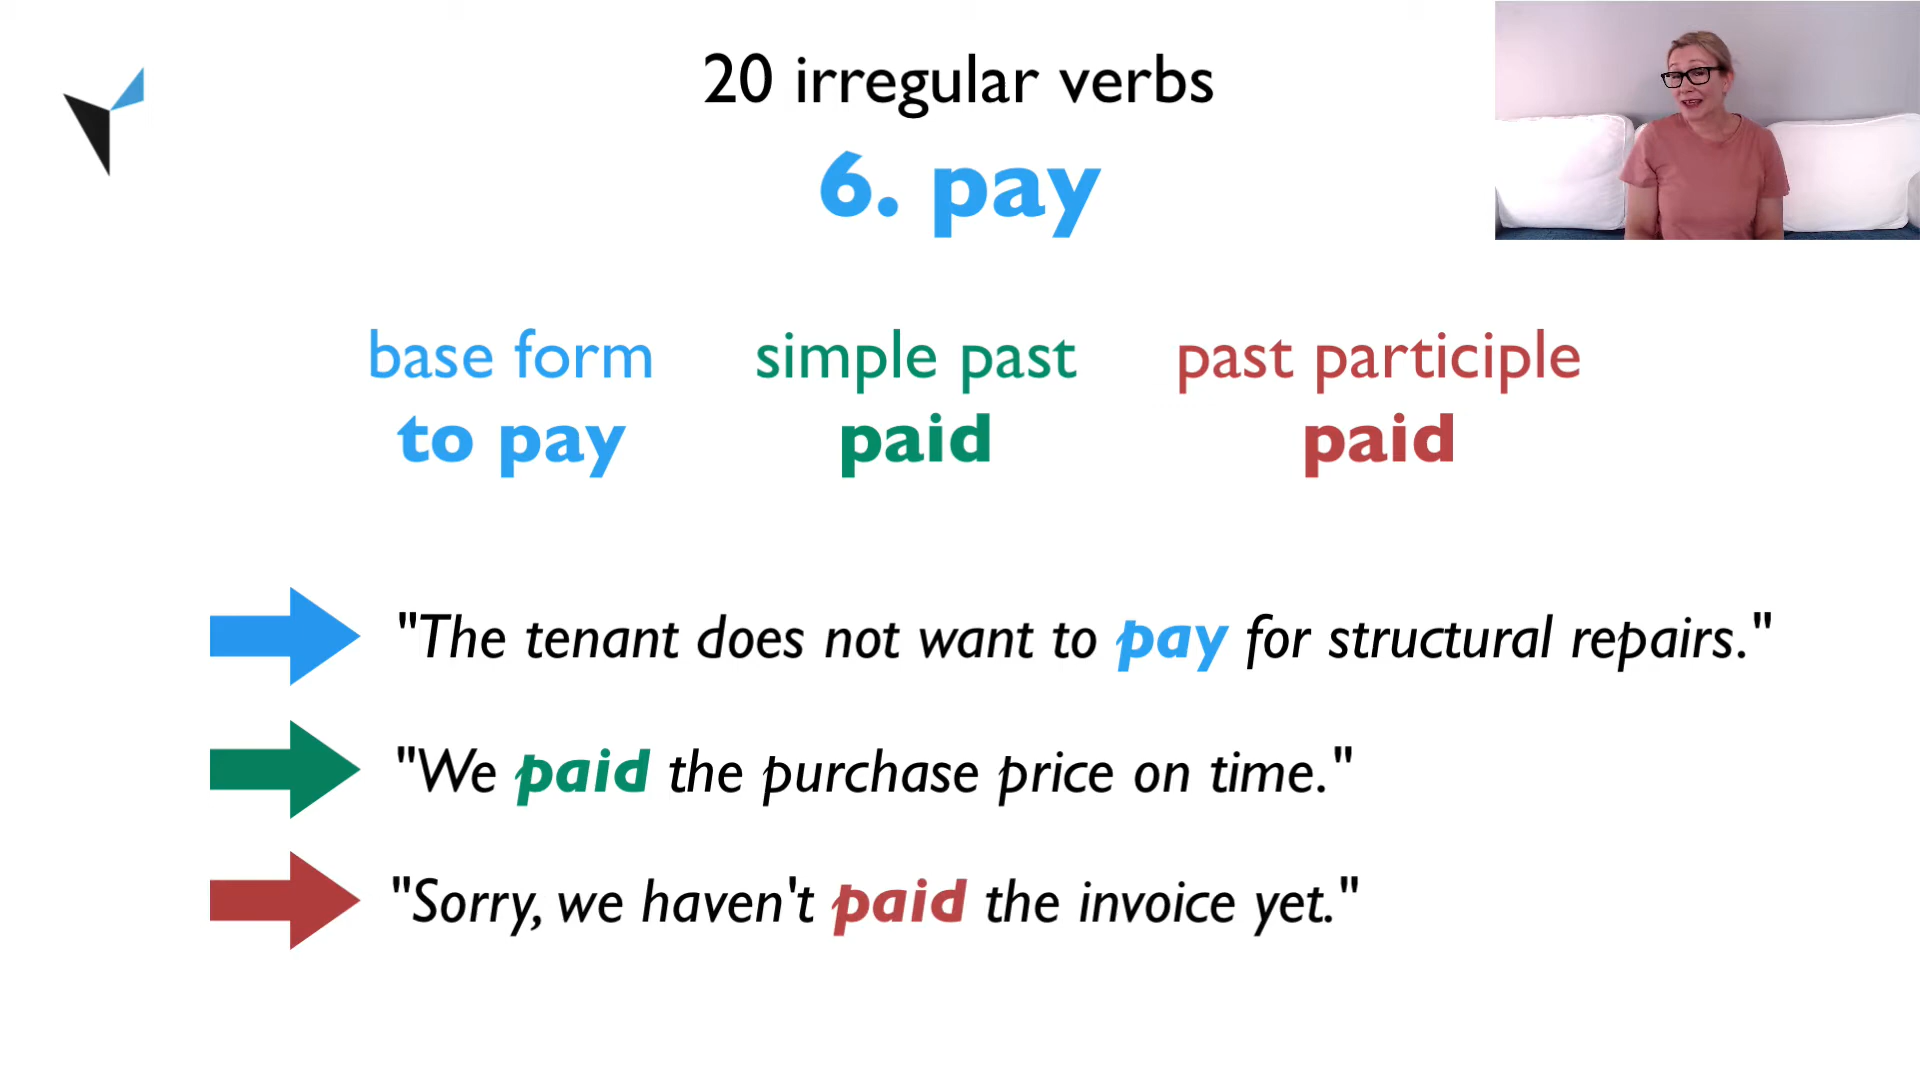 20 irregular verbs
6. pay
base form simple past past participle
to pay paid paid
"The tenant does not want to pay for structural repairs."
"We paid the purchase price on time."
"Sorry, we haven't paid the invoice yet."